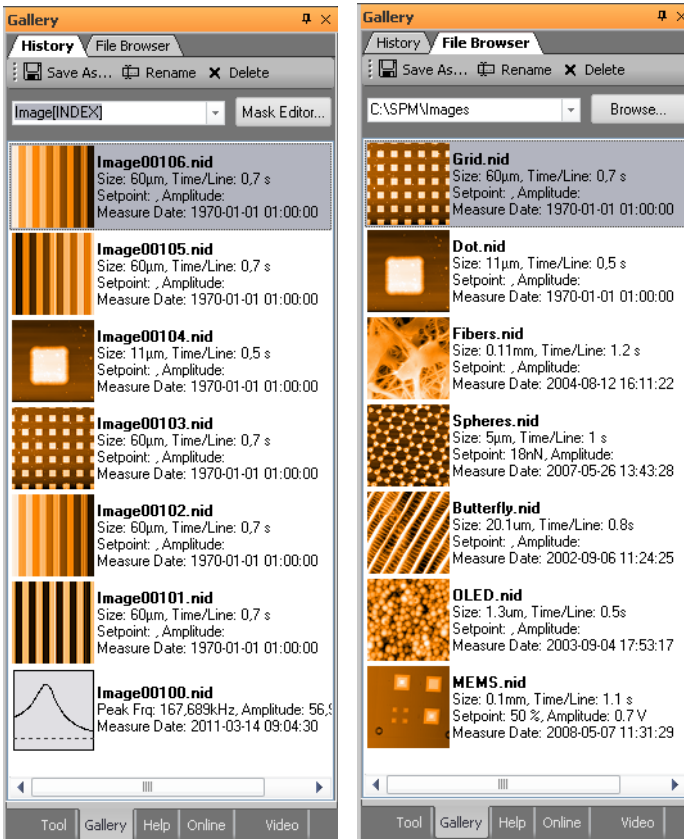 Gallery
History File Browser
Save As... Rename Delete
Image[INDEX] Mask Editor...
Image00106.nid
Size: 60µm, Time/Line: 0,7 s
Setpoint: , Amplitude:
Measure Date: 1970-01-01 01:00:00
Image00105.nid
Size: 60µm, Time/Line: 0,7 s
Setpoint: , Amplitude:
Measure Date: 1970-01-01 01:00:00
Image00104.nid
Size: 11µm, Time/Line: 0,5 s
Setpoint: , Amplitude:
Measure Date: 1970-01-01 01:00:00
Image00103.nid
Size: 60µm, Time/Line: 0,7 s
Setpoint: , Amplitude:
Measure Date: 1970-01-01 01:00:00
Image00102.nid
Size: 60µm, Time/Line: 0,7 s
Setpoint: , Amplitude:
Measure Date: 1970-01-01 01:00:00
Image00101.nid
Size: 60µm, Time/Line: 0,7 s
Setpoint: , Amplitude:
Measure Date: 1970-01-01 01:00:00
Image00100.nid
Peak Frq: 167,689kHz, Amplitude: 56,
Measure Date: 2011-03-14 09:04:30
Tool Gallery Help Online Video
Gallery
History File Browser
Save As... Rename Delete
C:\SPM\Images Browse...
Grid.nid
Size: 60µm, Time/Line: 0,7 s
Setpoint: , Amplitude:
Measure Date: 1970-01-01 01:00:00
Dot.nid
Size: 11µm, Time/Line: 0,5 s
Setpoint: , Amplitude:
Measure Date: 1970-01-01 01:00:00
Fibers.nid
Size: 0.11mm, Time/Line: 1.2 s
Setpoint: , Amplitude:
Measure Date: 2004-08-12 16:11:22
Spheres.nid
Size: 5µm, Time/Line: 1 s
Setpoint: 18nN, Amplitude:
Measure Date: 2007-05-26 13:43:28
Butterfly.nid
Size: 20.1um, Time/Line: 0.8s
Setpoint: , Amplitude:
Measure Date: 2002-09-06 11:24:25
OLED.nid
Size: 1.3um, Time/Line: 0.5s
Setpoint: , Amplitude:
Measure Date: 2003-09-04 17:53:17
MEMS.nid
Size: 0.1mm, Time/Line: 1.1 s
Setpoint: 50 %, Amplitude: 0.7 V
Measure Date: 2008-05-07 11:31:29
Tool Gallery Help Online Video